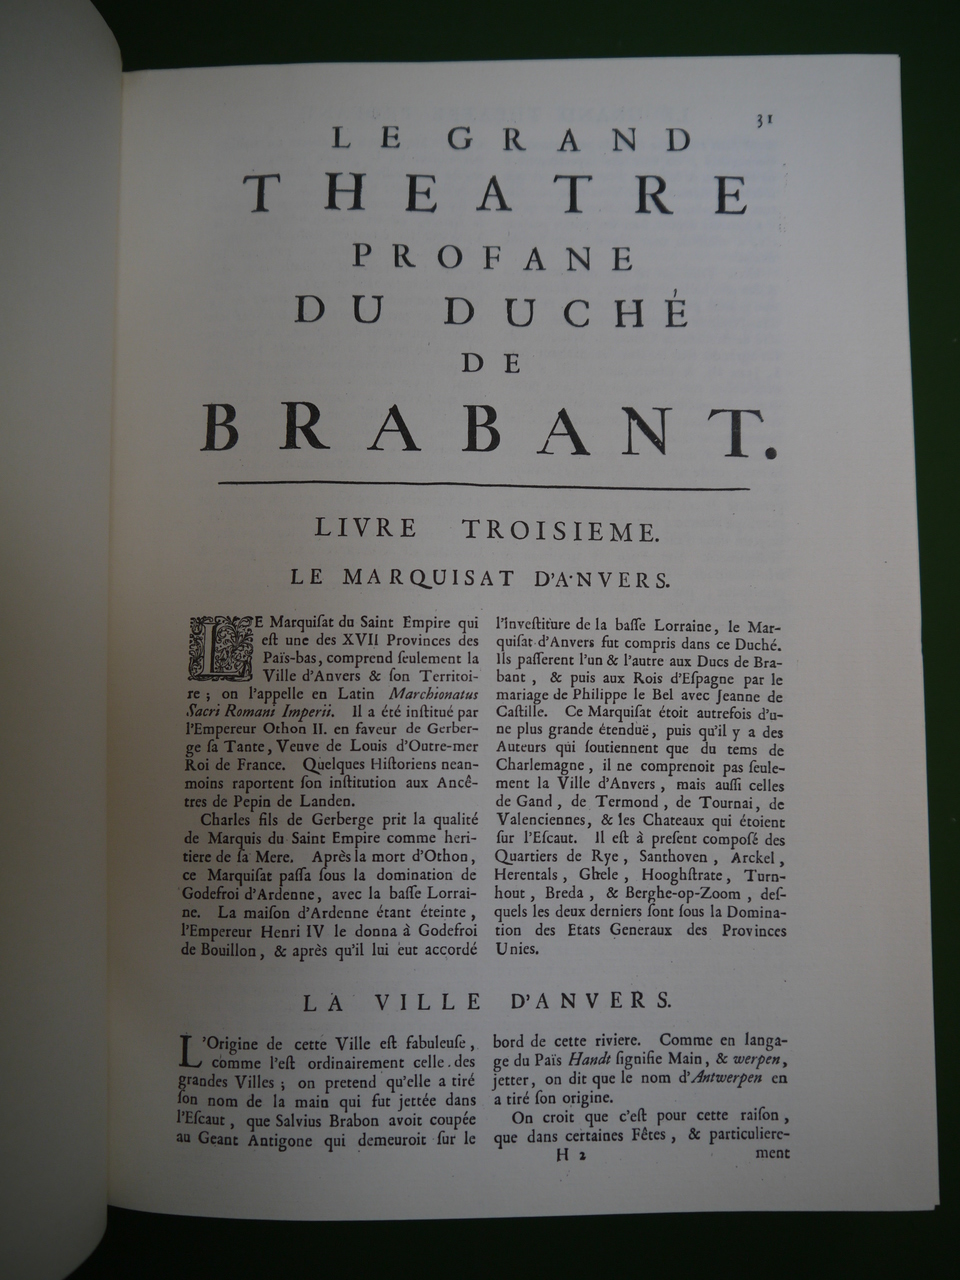 31
LE GRAND
THEATRE
PROFANE
DU DUCHÉ
DE
BRABANT.
LIVRE TROISIEME.
LE MARQUISAT D'A·NVERS.
LE Marquiſat du Saint Empire qui
eſt une des XVII Provinces des
Païs-bas, comprend ſeulement la
Ville d'Anvers & ſon Territoi-
re ; on l'appelle en Latin Marchionatus
Sacri Romani Imperii. Il a été inſtitué par
l'Empereur Othon II. en faveur de Gerber-
ge ſa Tante, Veuve de Louis d'Outre-mer
Roi de France. Quelques Hiſtoriens nean-
moins raportent ſon inſtitution aux Ancê-
tres de Pepin de Landen.
Charles fils de Gerberge prit la qualité
de Marquis du Saint Empire comme heri-
tiere de ſa Mere. Après la mort d'Othon,
ce Marquiſat paſſa ſous la domination de
Godefroi d'Ardenne, avec la baſſe Lorrai-
ne. La maiſon d'Ardenne étant éteinte,
l'Empereur Henri IV le donna à Godefroi
de Bouillon, & après qu'il lui eut accordé
l'inveſtiture de la baſſe Lorraine, le Mar-
quiſat d'Anvers fut compris dans ce Duché.
Ils paſſerent l'un & l'autre aux Ducs de Bra-
bant, & puis aux Rois d'Eſpagne par le
mariage de Philippe le Bel avec Jeanne de
Caſtille. Ce Marquiſat étoit autrefois d'u-
ne plus grande étenduë, puis qu'il y a des
Auteurs qui ſoutiennent que du tems de
Charlemagne, il ne comprenoit pas ſeule-
ment la Ville d'Anvers, mais auſſi celles
de Gand, de Termond, de Tournai, de
Valenciennes, & les Chateaux qui étoient
ſur l'Eſcaut. Il eſt à preſent compoſé des
Quartiers de Rye, Santhoven, Arckel,
Herentals, Ghele, Hooghſtrate, Turn-
hout, Breda, & Berghe-op-Zoom, deſ-
quels les deux derniers ſont ſous la Domina-
tion des Etats Generaux des Provinces
Unies.
LA VILLE D'ANVERS.
L'Origine de cette Ville eſt fabuleuſe,
comme l'eſt ordinairement celle des
grandes Villes ; on pretend qu'elle a tiré
ſon nom de la main qui fut jettée dans
l'Eſcaut, que Salvius Brabon avoit coupée
au Geant Antigone qui demeuroit ſur le
bord de cette riviere. Comme en langa-
ge du Païs Handt ſignifie Main, & werpen,
jetter, on dit que le nom d'Antwerpen en
a tiré ſon origine.
On croit que c'eſt pour cette raiſon,
que dans certaines Fêtes, & particuliere-
H 2 ment